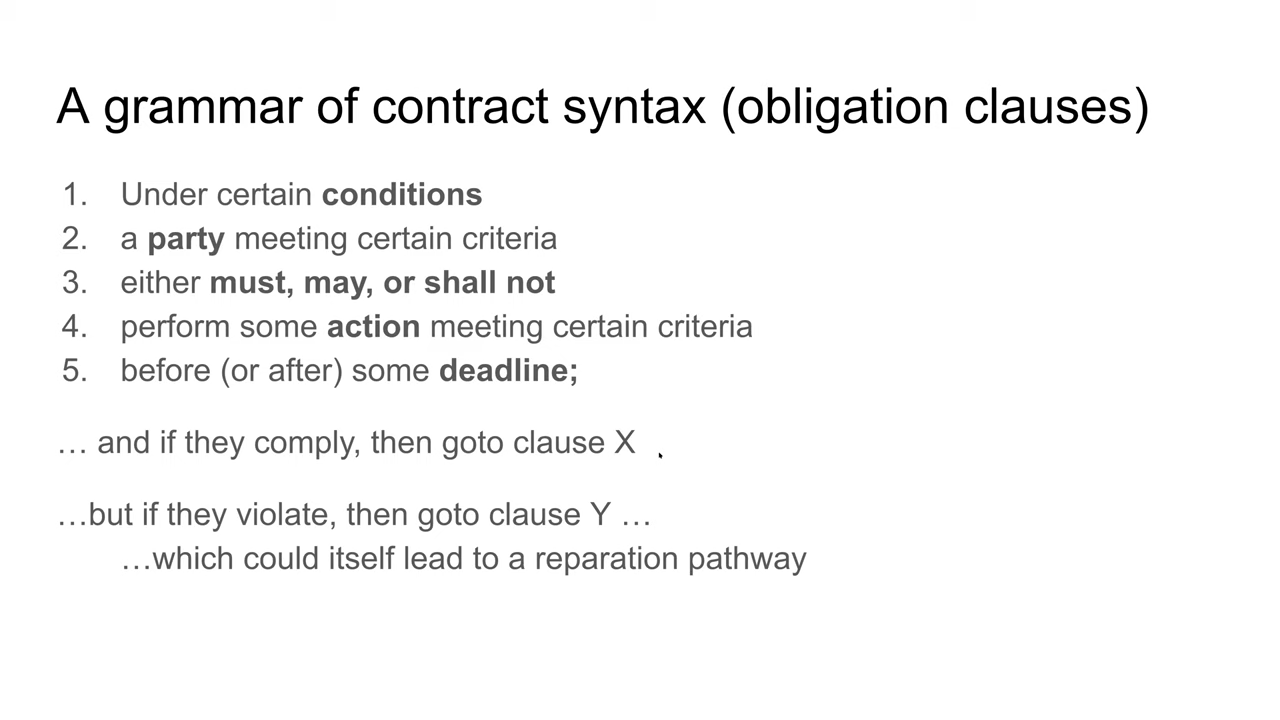 A grammar of contract syntax (obligation clauses)
1. Under certain conditions
2. a party meeting certain criteria
3. either must, may, or shall not
4. perform some action meeting certain criteria
5. before (or after) some deadline;
… and if they comply, then goto clause X
…but if they violate, then goto clause Y …
…which could itself lead to a reparation pathway